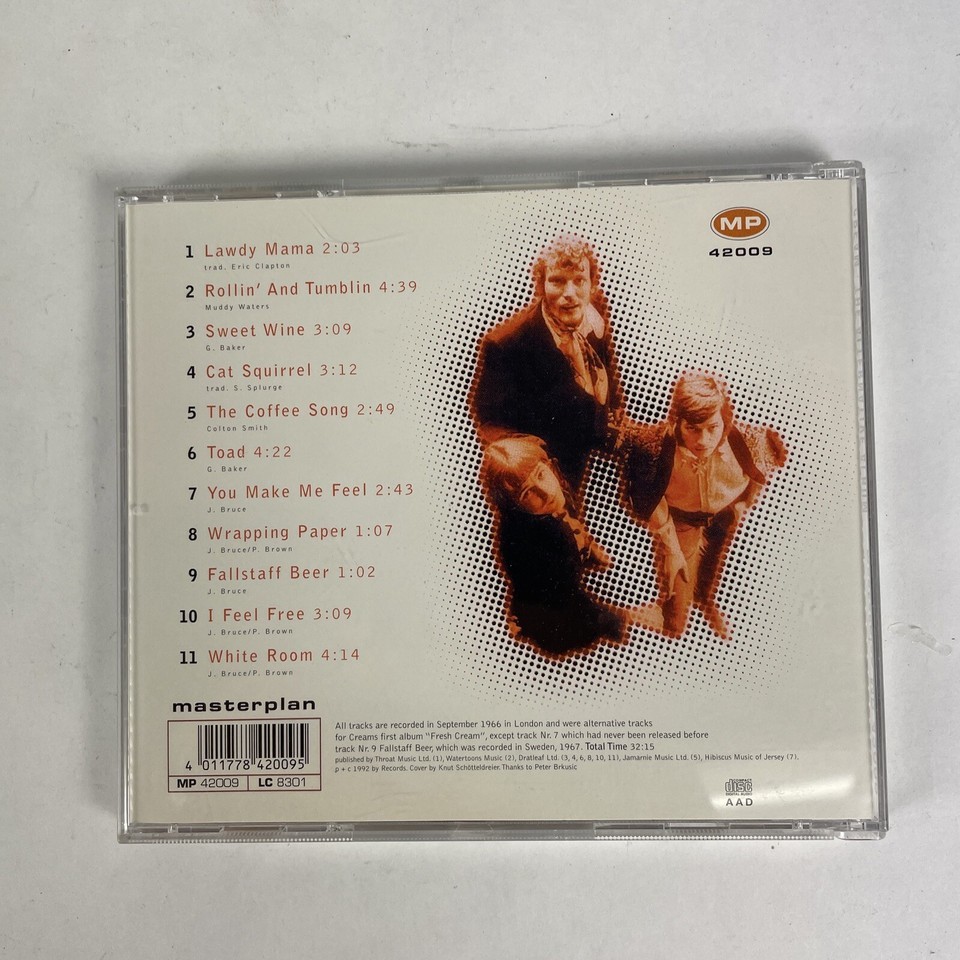 MP
42009
1 Lawdy Mama 2:03
trad. Eric Clapton
2 Rollin' And Tumblin 4:39
Muddy Waters
3 Sweet Wine 3:09
G. Baker
4 Cat Squirrel 3:12
trad. S. Splurge
5 The Coffee Song 2:49
Colton Smith
6 Toad 4:22
G. Baker
7 You Make Me Feel 2:43
J. Bruce
8 Wrapping Paper 1:07
J. Bruce/P. Brown
9 Fallstaff Beer 1:02
J. Bruce
10 I Feel Free 3:09
J. Bruce/P. Brown
11 White Room 4:14
J. Bruce/P. Brown
masterplan
4 011778 420095
MP 42009 LC 8301
All tracks are recorded in September 1966 in London and were alternative tracks
for Creams first album "Fresh Cream", except track Nr. 7 which had never been released before
track Nr. 9 Fallstaff Beer, which was recorded in Sweden, 1967. Total Time 32:15
published by Throat Music Ltd. (1), Watertoons Music (2), Dratleaf Ltd. (3, 4, 6, 8, 10, 11), Jamarnie Music Ltd. (5), Hibiscus Music of Jersey (7).
p + c 1992 by Records. Cover by Knut Schötteldreier. Thanks to Peter Brkusic
COMPACT
disc
DIGITAL AUDIO
AAD